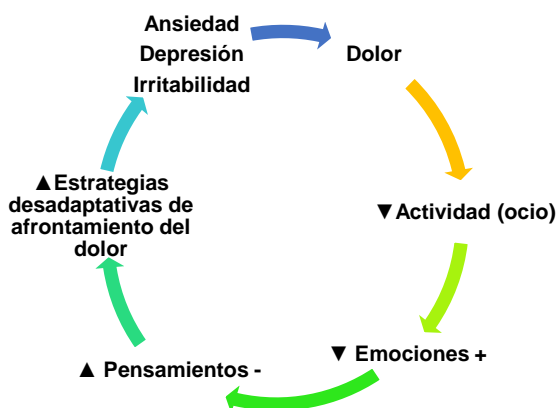 Ansiedad
Depresión
Irritabilidad
Dolor
▼Actividad (ocio)
▼ Emociones +
▲ Pensamientos -
▲Estrategias
desadaptativas de
afrontamiento del
dolor